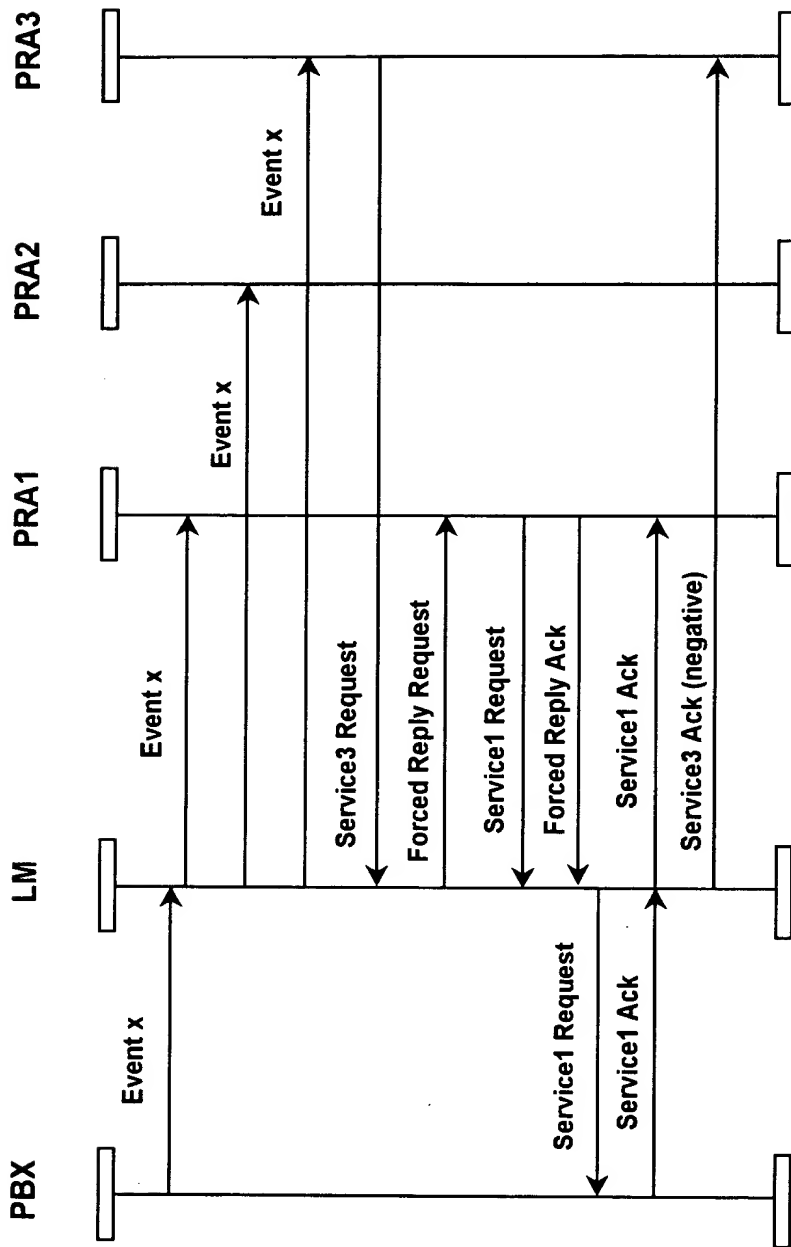 PBX
LM
PRA1
PRA2
PRA3
Event x
Event x
Event x
Event x
Service3 Request
Forced Reply Request
Service1 Request
Forced Reply Ack
Service1 Request
Service1 Ack
Service1 Ack
Service3 Ack (negative)